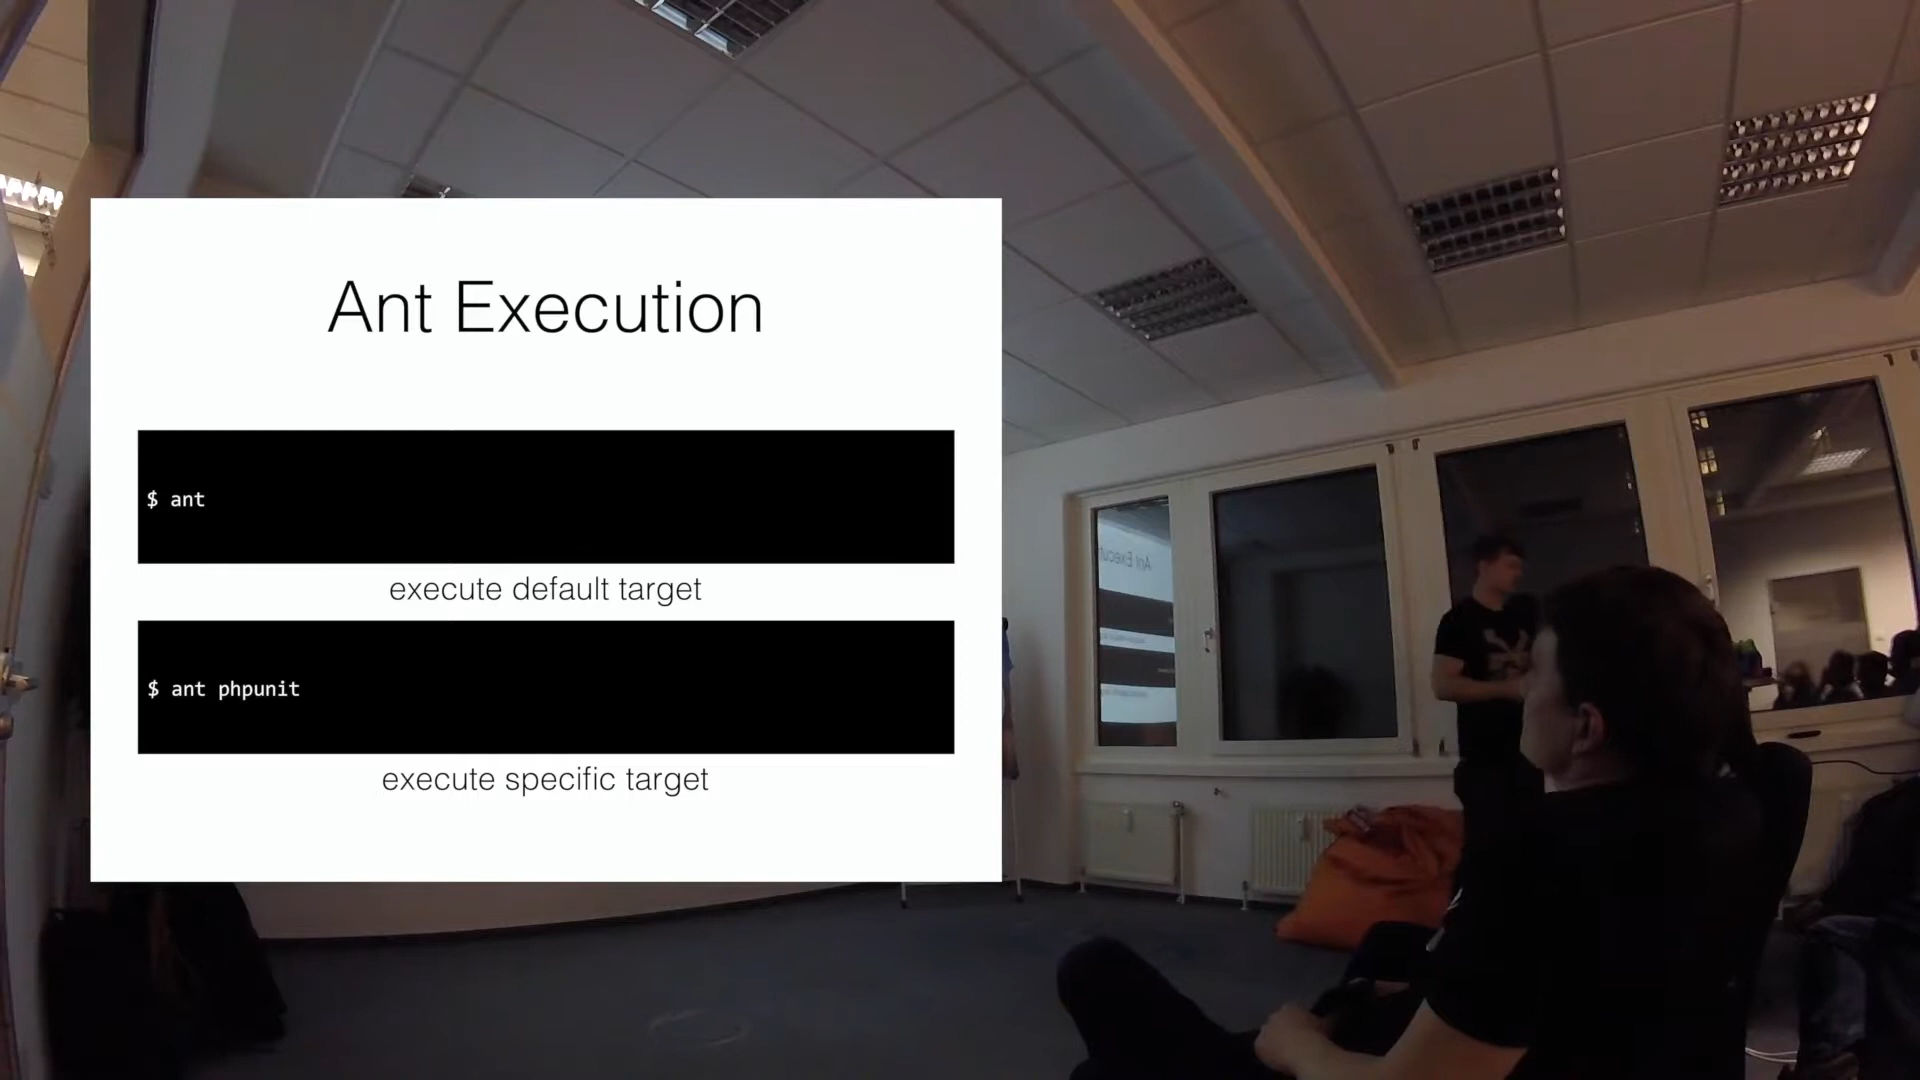 Ant Execution
$ ant
execute default target
$ ant phpunit
execute specific target